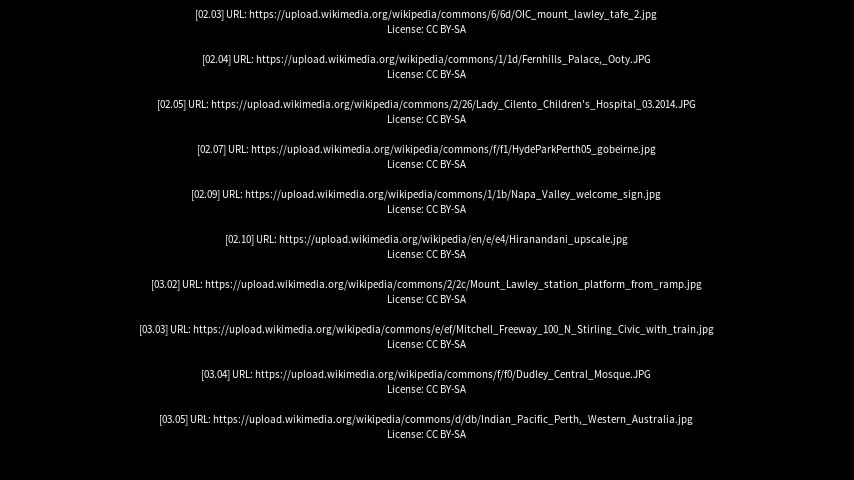 [02.03] URL: https://upload.wikimedia.org/wikipedia/commons/6/6d/OIC_mount_lawley_tafe_2.jpg
License: CC BY-SA
[02.04] URL: https://upload.wikimedia.org/wikipedia/commons/1/1d/Fernhills_Palace,_Ooty.JPG
License: CC BY-SA
[02.05] URL: https://upload.wikimedia.org/wikipedia/commons/2/26/Lady_Cilento_Children's_Hospital_03.2014.JPG
License: CC BY-SA
[02.07] URL: https://upload.wikimedia.org/wikipedia/commons/f/f1/HydeParkPerth05_gobeirne.jpg
License: CC BY-SA
[02.09] URL: https://upload.wikimedia.org/wikipedia/commons/1/1b/Napa_Valley_welcome_sign.jpg
License: CC BY-SA
[02.10] URL: https://upload.wikimedia.org/wikipedia/en/e/e4/Hiranandani_upscale.jpg
License: CC BY-SA
[03.02] URL: https://upload.wikimedia.org/wikipedia/commons/2/2c/Mount_Lawley_station_platform_from_ramp.jpg
License: CC BY-SA
[03.03] URL: https://upload.wikimedia.org/wikipedia/commons/e/ef/Mitchell_Freeway_100_N_Stirling_Civic_with_train.jpg
License: CC BY-SA
[03.04] URL: https://upload.wikimedia.org/wikipedia/commons/f/f0/Dudley_Central_Mosque.JPG
License: CC BY-SA
[03.05] URL: https://upload.wikimedia.org/wikipedia/commons/d/db/Indian_Pacific_Perth,_Western_Australia.jpg
License: CC BY-SA